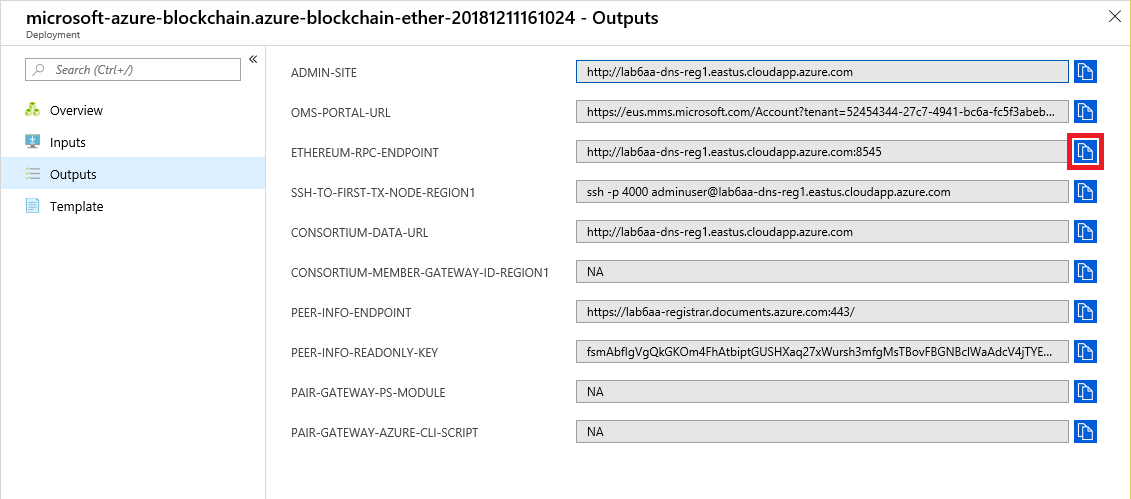 microsoft-azure-blockchain.azure-blockchain-ether-20181211161024 - Outputs
Deployment
Search (Ctrl+/)
«
Overview
Inputs
Outputs
Template
ADMIN-SITE
http://lab6aa-dns-reg1.eastus.cloudapp.azure.com
OMS-PORTAL-URL
https://eus.mms.microsoft.com/Account?tenant=52454344-27c7-4941-bc6a-fc5f3abeb...
ETHEREUM-RPC-ENDPOINT
http://lab6aa-dns-reg1.eastus.cloudapp.azure.com:8545
SSH-TO-FIRST-TX-NODE-REGION1
ssh -p 4000 adminuser@lab6aa-dns-reg1.eastus.cloudapp.azure.com
CONSORTIUM-DATA-URL
http://lab6aa-dns-reg1.eastus.cloudapp.azure.com
CONSORTIUM-MEMBER-GATEWAY-ID-REGION1
NA
PEER-INFO-ENDPOINT
https://lab6aa-registrar.documents.azure.com:443/
PEER-INFO-READONLY-KEY
PAIR-GATEWAY-PS-MODULE
NA
PAIR-GATEWAY-AZURE-CLI-SCRIPT
NA